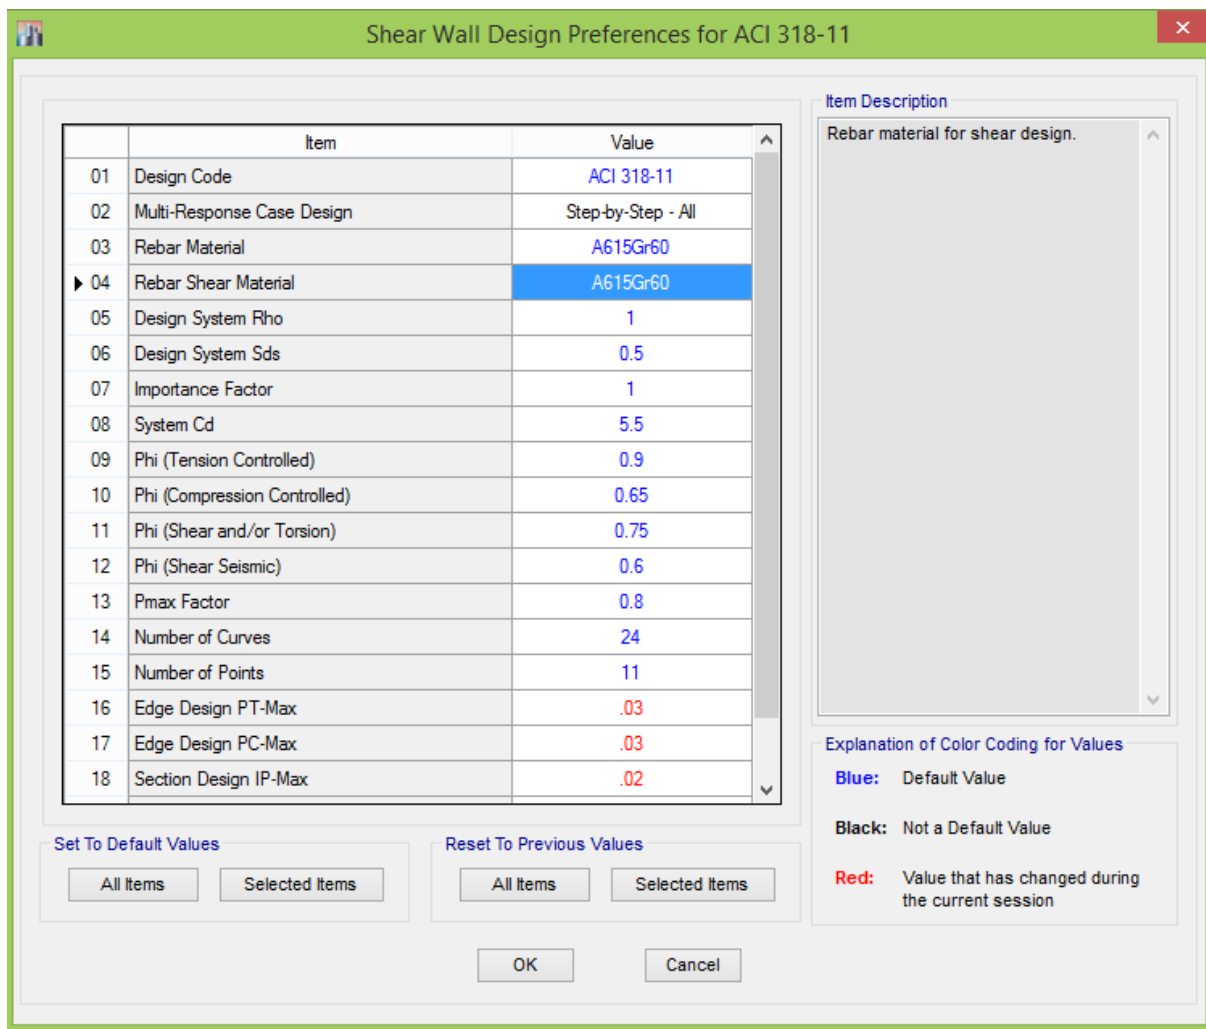 Shear Wall Design Preferences for ACI 318-11
Item Value
01 Design Code ACI 318-11
02 Multi-Response Case Design Step-by-Step - All
03 Rebar Material A615Gr60
04 Rebar Shear Material A615Gr60
05 Design System Rho 1
06 Design System Sds 0.5
07 Importance Factor 1
08 System Cd 5.5
09 Phi (Tension Controlled) 0.9
10 Phi (Compression Controlled) 0.65
11 Phi (Shear and/or Torsion) 0.75
12 Phi (Shear Seismic) 0.6
13 Pmax Factor 0.8
14 Number of Curves 24
15 Number of Points 11
16 Edge Design PT-Max .03
17 Edge Design PC-Max .03
18 Section Design IP-Max .02
Item Description
Rebar material for shear design.
Explanation of Color Coding for Values
Blue: Default Value
Black: Not a Default Value
Red: Value that has changed during
the current session
Set To Default Values
All Items Selected Items
Reset To Previous Values
All Items Selected Items
OK Cancel